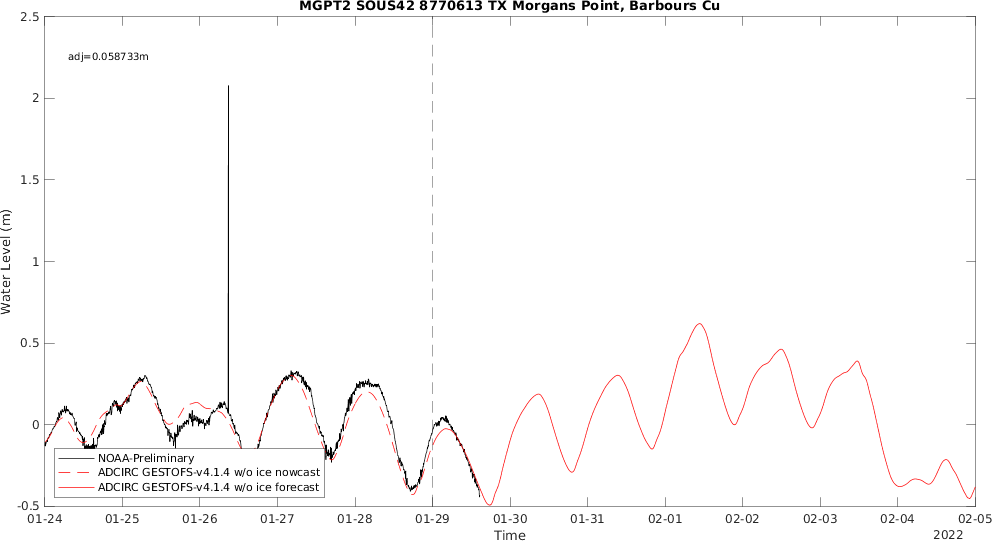 MGPT2 SOUS42 8770613 TX Morgans Point, Barbours Cu
2.5
adj=0.058733m
2
1.5
1
0.5
0
-0.5
Water Level (m)
NOAA-Preliminary
ADCIRC GESTOFS-v4.1.4 w/o ice nowcast
ADCIRC GESTOFS-v4.1.4 w/o ice forecast
01-24 01-25 01-26 01-27 01-28 01-29 01-30 01-31 02-01 02-02 02-03 02-04 02-05
Time
2022